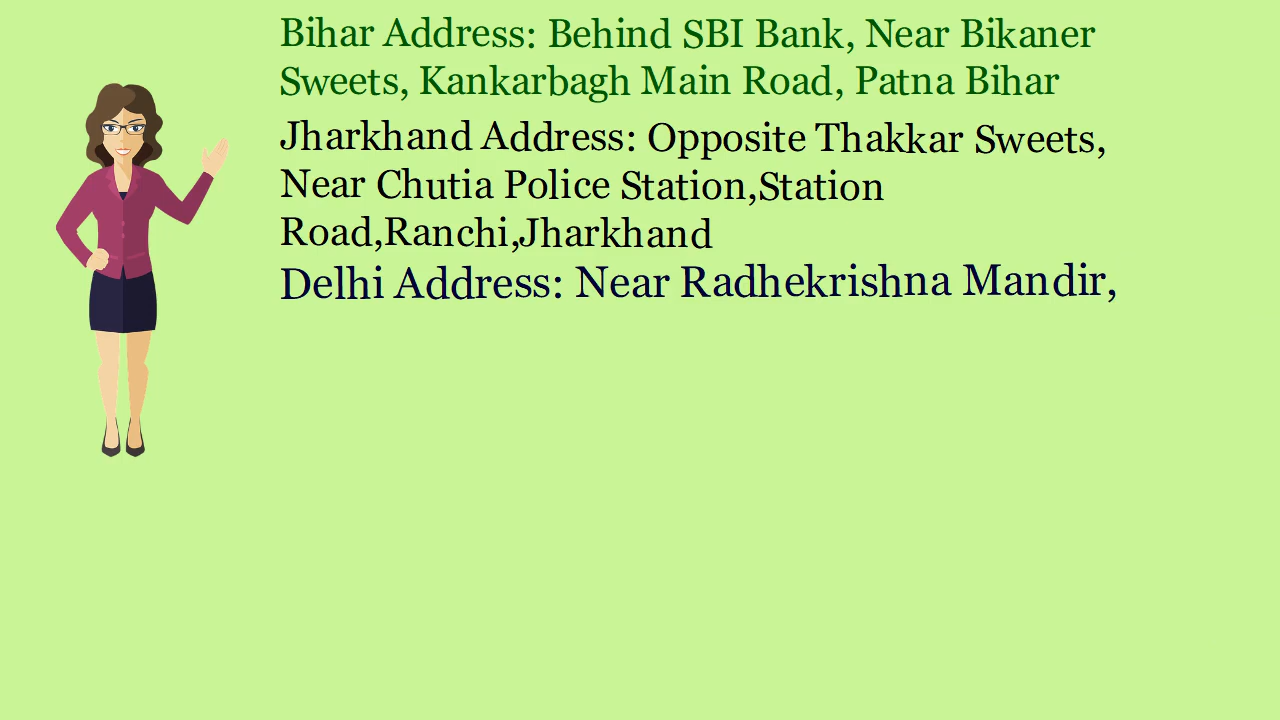 Bihar Address: Behind SBI Bank, Near Bikaner
Sweets, Kankarbagh Main Road, Patna Bihar
Jharkhand Address: Opposite Thakkar Sweets,
Near Chutia Police Station,Station
Road,Ranchi,Jharkhand
Delhi Address: Near Radhekrishna Mandir,